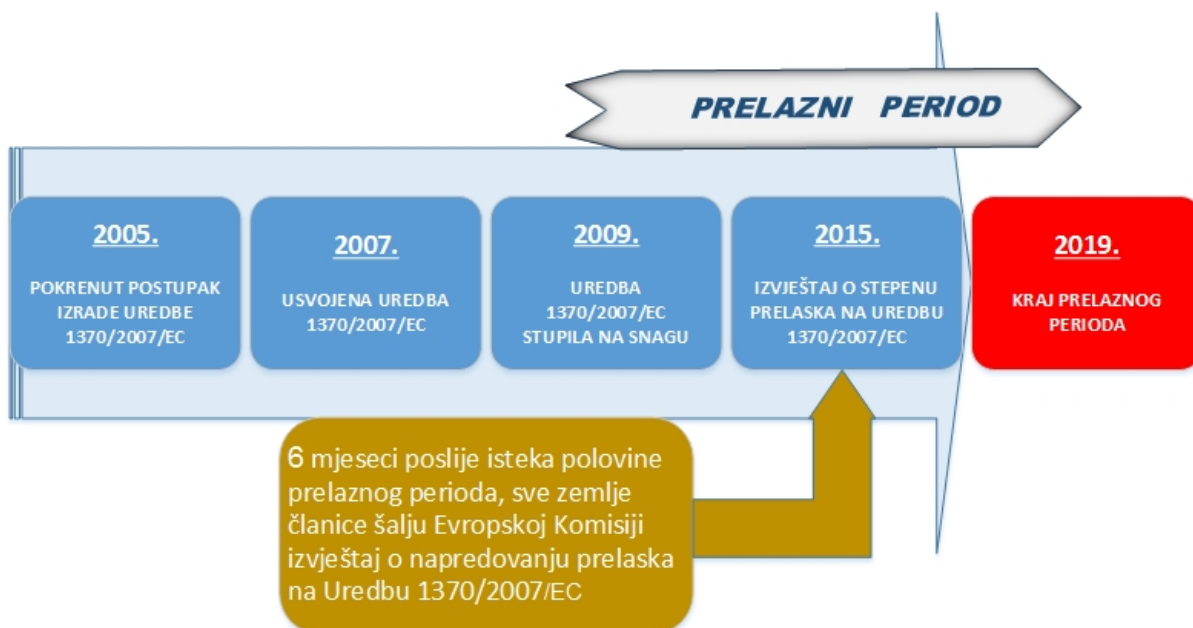 PRELAZNI PERIOD
2005.
POKRENUT POSTUPAK
IZRADE UREDBE
1370/2007/EC
2007.
USVOJENA UREDBA
1370/2007/EC
2009.
UREDBA
1370/2007/EC
STUPILA NA SNAGU
2015.
IZVJEŠTAJ O STEPENU
PRELASKA NA UREDBU
1370/2007/EC
2019.
KRAJ PRELAZNOG
PERIODA
6 mjeseci poslije isteka polovine
prelaznog perioda, sve zemlje
članice šalju Evropskoj Komisiji
izvještaj o napredovanju prelaska
na Uredbu 1370/2007/EC